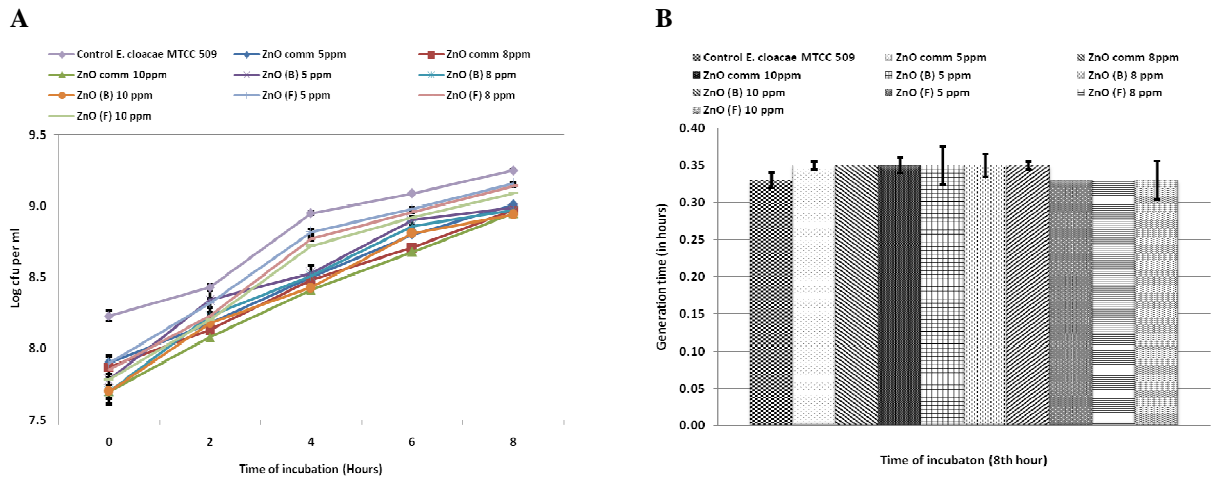 A
Control E. cloacae MTCC 509
ZnO comm 5ppm
ZnO comm 8ppm
ZnO comm 10ppm
ZnO (B) 5 ppm
ZnO (B) 8 ppm
ZnO (B) 10 ppm
ZnO (F) 5 ppm
ZnO (F) 8 ppm
ZnO (F) 10 ppm
Log cfu per ml
9.5
9.0
8.5
8.0
7.5
0 2 4 6 8
Time of incubation (Hours)
B
Control E. cloacae MTCC 509
ZnO comm 5ppm
ZnO comm 8ppm
ZnO comm 10ppm
ZnO (B) 5 ppm
ZnO (B) 8 ppm
ZnO (B) 10 ppm
ZnO (F) 5 ppm
ZnO (F) 8 ppm
ZnO (F) 10 ppm
Generation time (in hours)
0.40
0.35
0.30
0.25
0.20
0.15
0.10
0.05
0.00
Time of incubaton (8th hour)